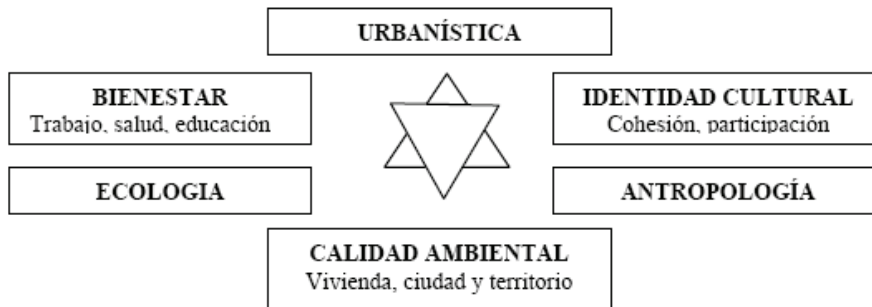 URBANÍSTICA
BIENESTAR
Trabajo, salud, educación
IDENTIDAD CULTURAL
Cohesión, participación
ECOLOGIA
ANTROPOLOGÍA
CALIDAD AMBIENTAL
Vivienda, ciudad y territorio